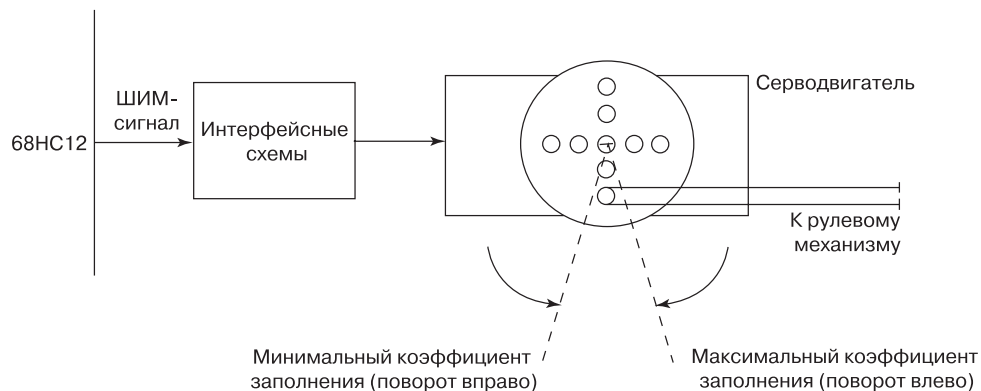 68HC12
ШИМ-
сигнал
Интерфейсные
схемы
Серводвигатель
К рулевому
механизму
Минимальный коэффициент
заполнения (поворот вправо)
Максимальный коэффициент
заполнения (поворот влево)